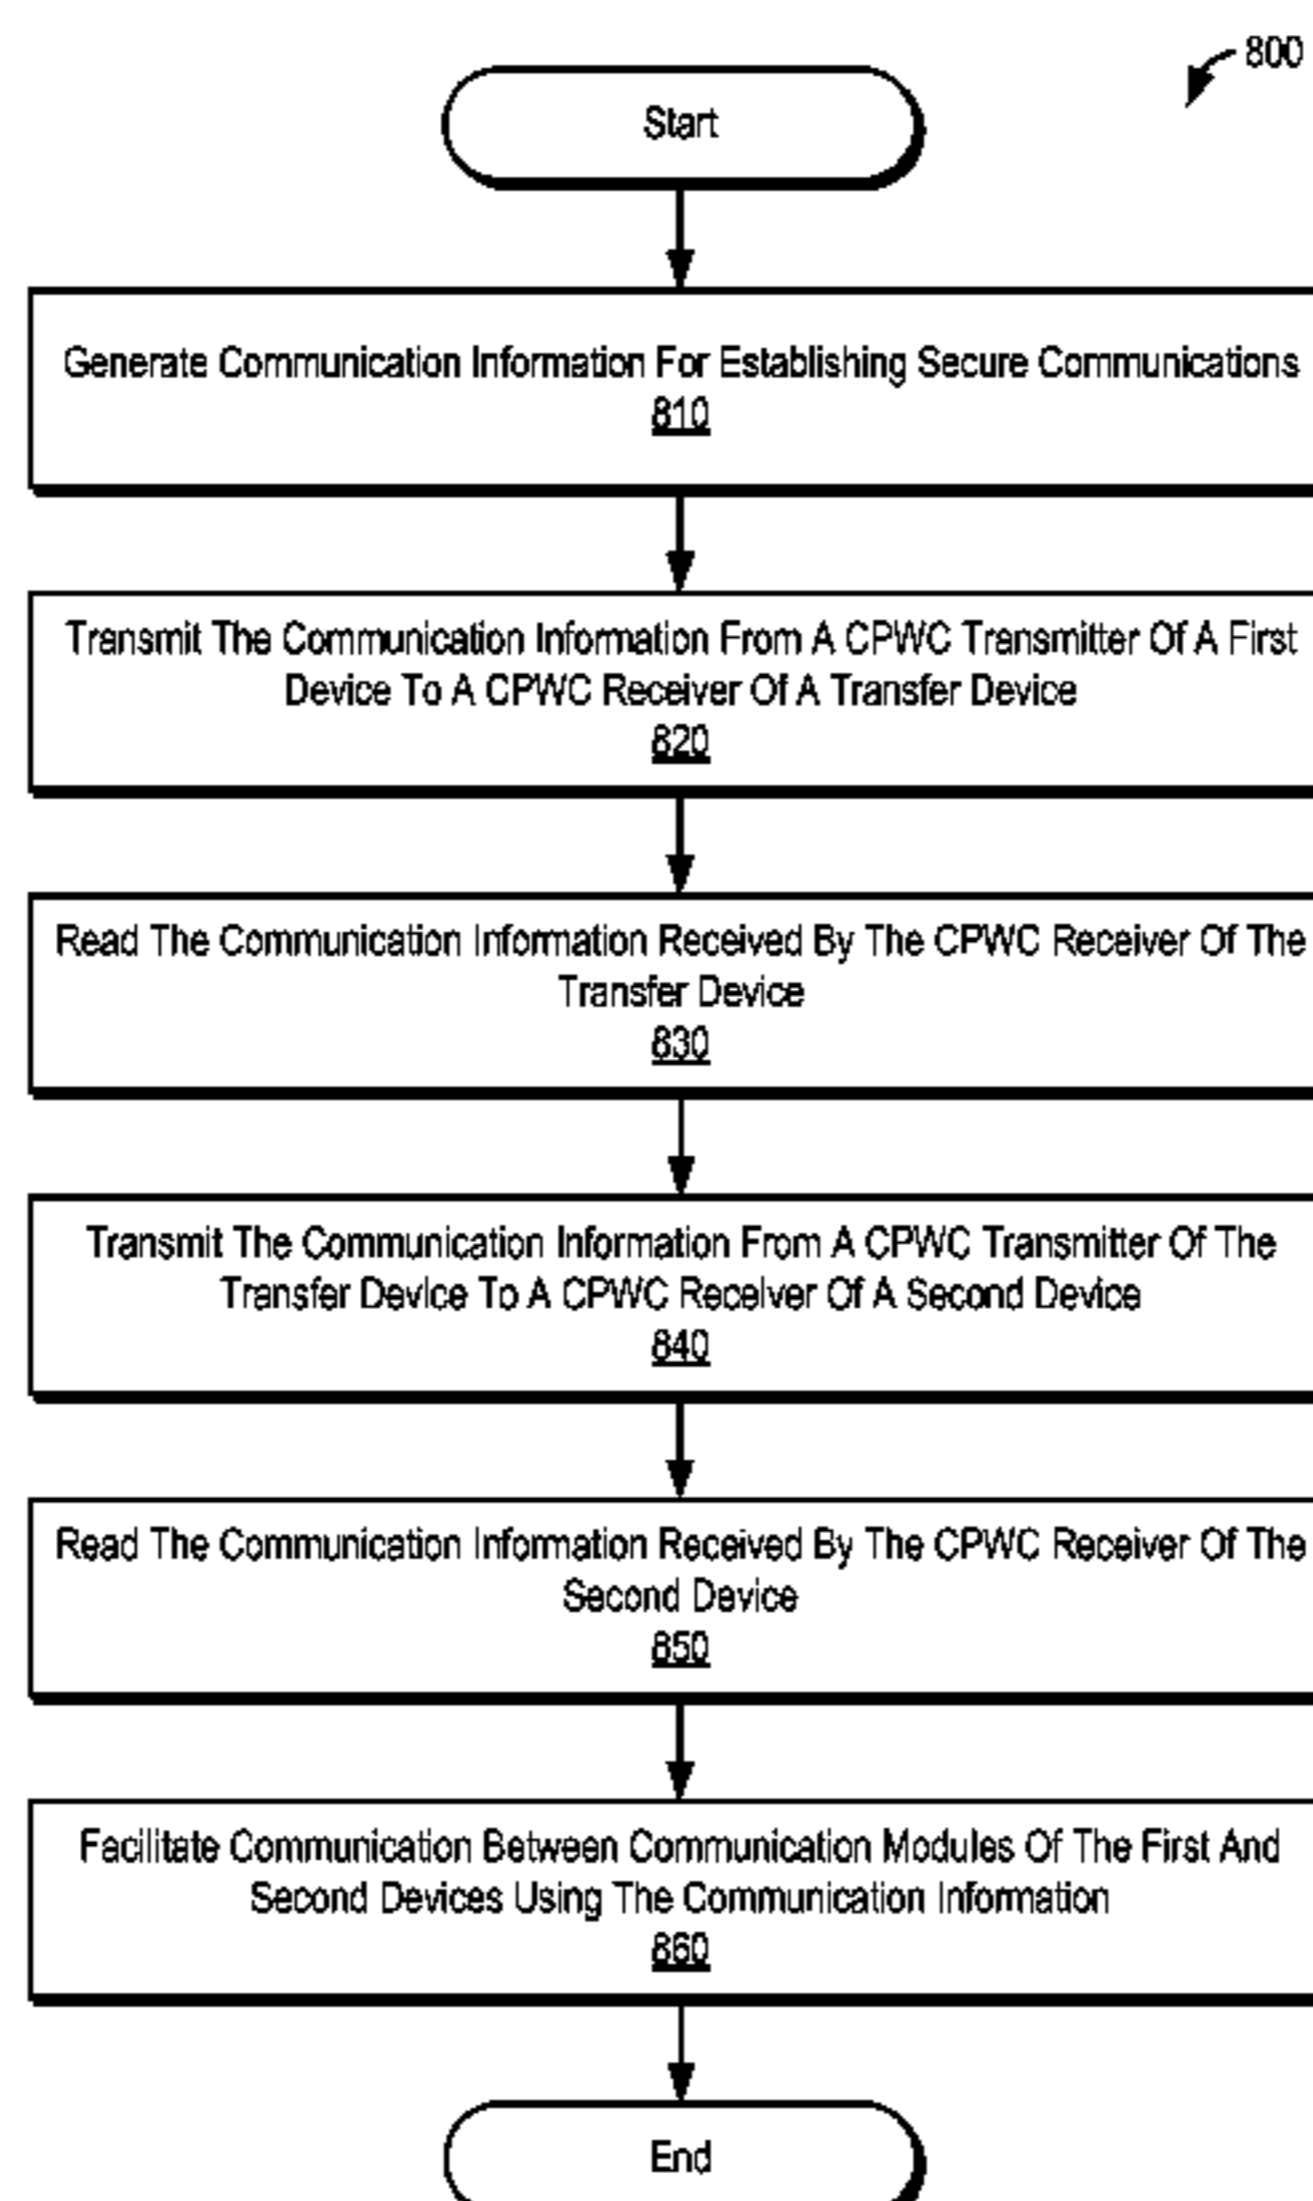 800
Start
Generate Communication Information For Establishing Secure Communications
810
Transmit The Communication Information From A CPWC Transmitter Of A First
Device To A CPWC Receiver Of A Transfer Device
820
Read The Communication Information Received By The CPWC Receiver Of The
Transfer Device
830
Transmit The Communication Information From A CPWC Transmitter Of The
Transfer Device To A CPWC Receiver Of A Second Device
840
Read The Communication Information Received By The CPWC Receiver Of The
Second Device
850
Facilitate Communication Between Communication Modules Of The First And
Second Devices Using The Communication Information
860
End